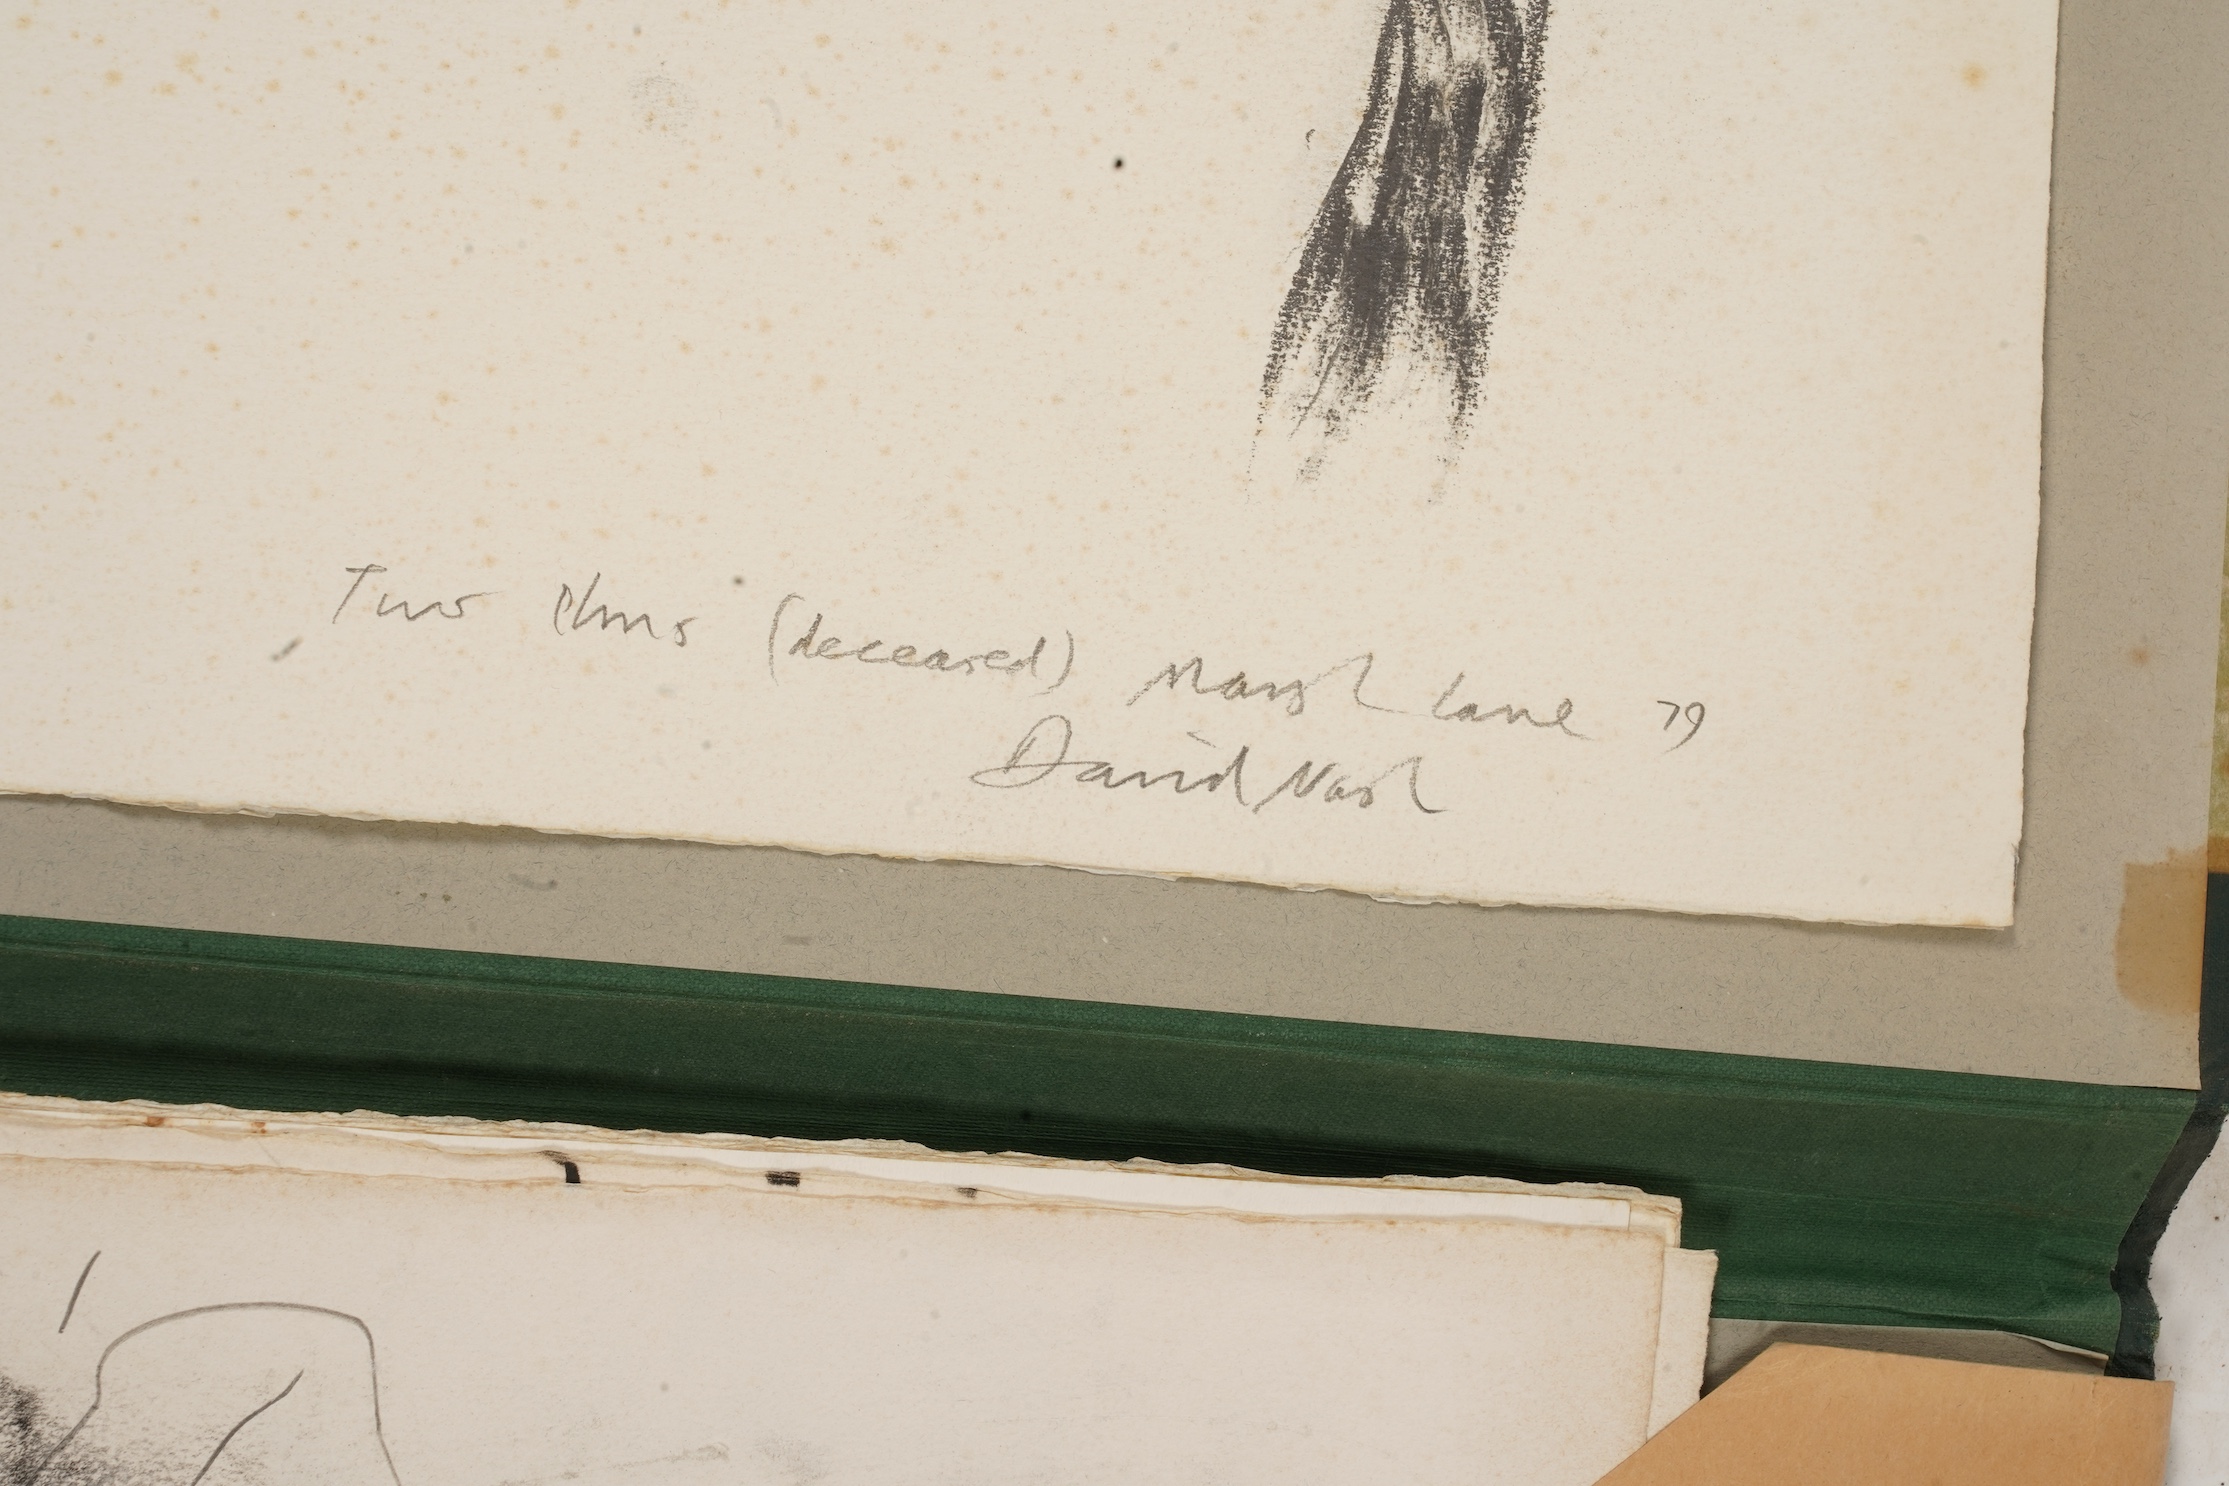 Two elms (deceased) Marsh Lane 79
David Nash